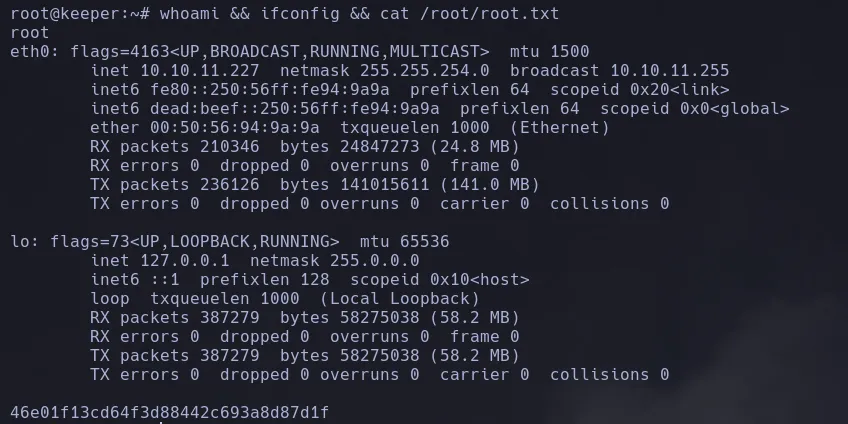 root@keeper:~# whoami && ifconfig && cat /root/root.txt
root
eth0: flags=4163<UP,BROADCAST,RUNNING,MULTICAST>  mtu 1500
        inet 10.10.11.227  netmask 255.255.254.0  broadcast 10.10.11.255
        inet6 fe80::250:56ff:fe94:9a9a  prefixlen 64  scopeid 0x20<link>
        inet6 dead:beef::250:56ff:fe94:9a9a  prefixlen 64  scopeid 0x0<global>
        ether 00:50:56:94:9a:9a  txqueuelen 1000  (Ethernet)
        RX packets 210346  bytes 24847273 (24.8 MB)
        RX errors 0  dropped 0  overruns 0  frame 0
        TX packets 236126  bytes 141015611 (141.0 MB)
        TX errors 0  dropped 0 overruns 0  carrier 0  collisions 0

lo: flags=73<UP,LOOPBACK,RUNNING>  mtu 65536
        inet 127.0.0.1  netmask 255.0.0.0
        inet6 ::1  prefixlen 128  scopeid 0x10<host>
        loop  txqueuelen 1000  (Local Loopback)
        RX packets 387279  bytes 58275038 (58.2 MB)
        RX errors 0  dropped 0  overruns 0  frame 0
        TX packets 387279  bytes 58275038 (58.2 MB)
        TX errors 0  dropped 0 overruns 0  carrier 0  collisions 0

46e01f13cd64f3d88442c693a8d87d1f